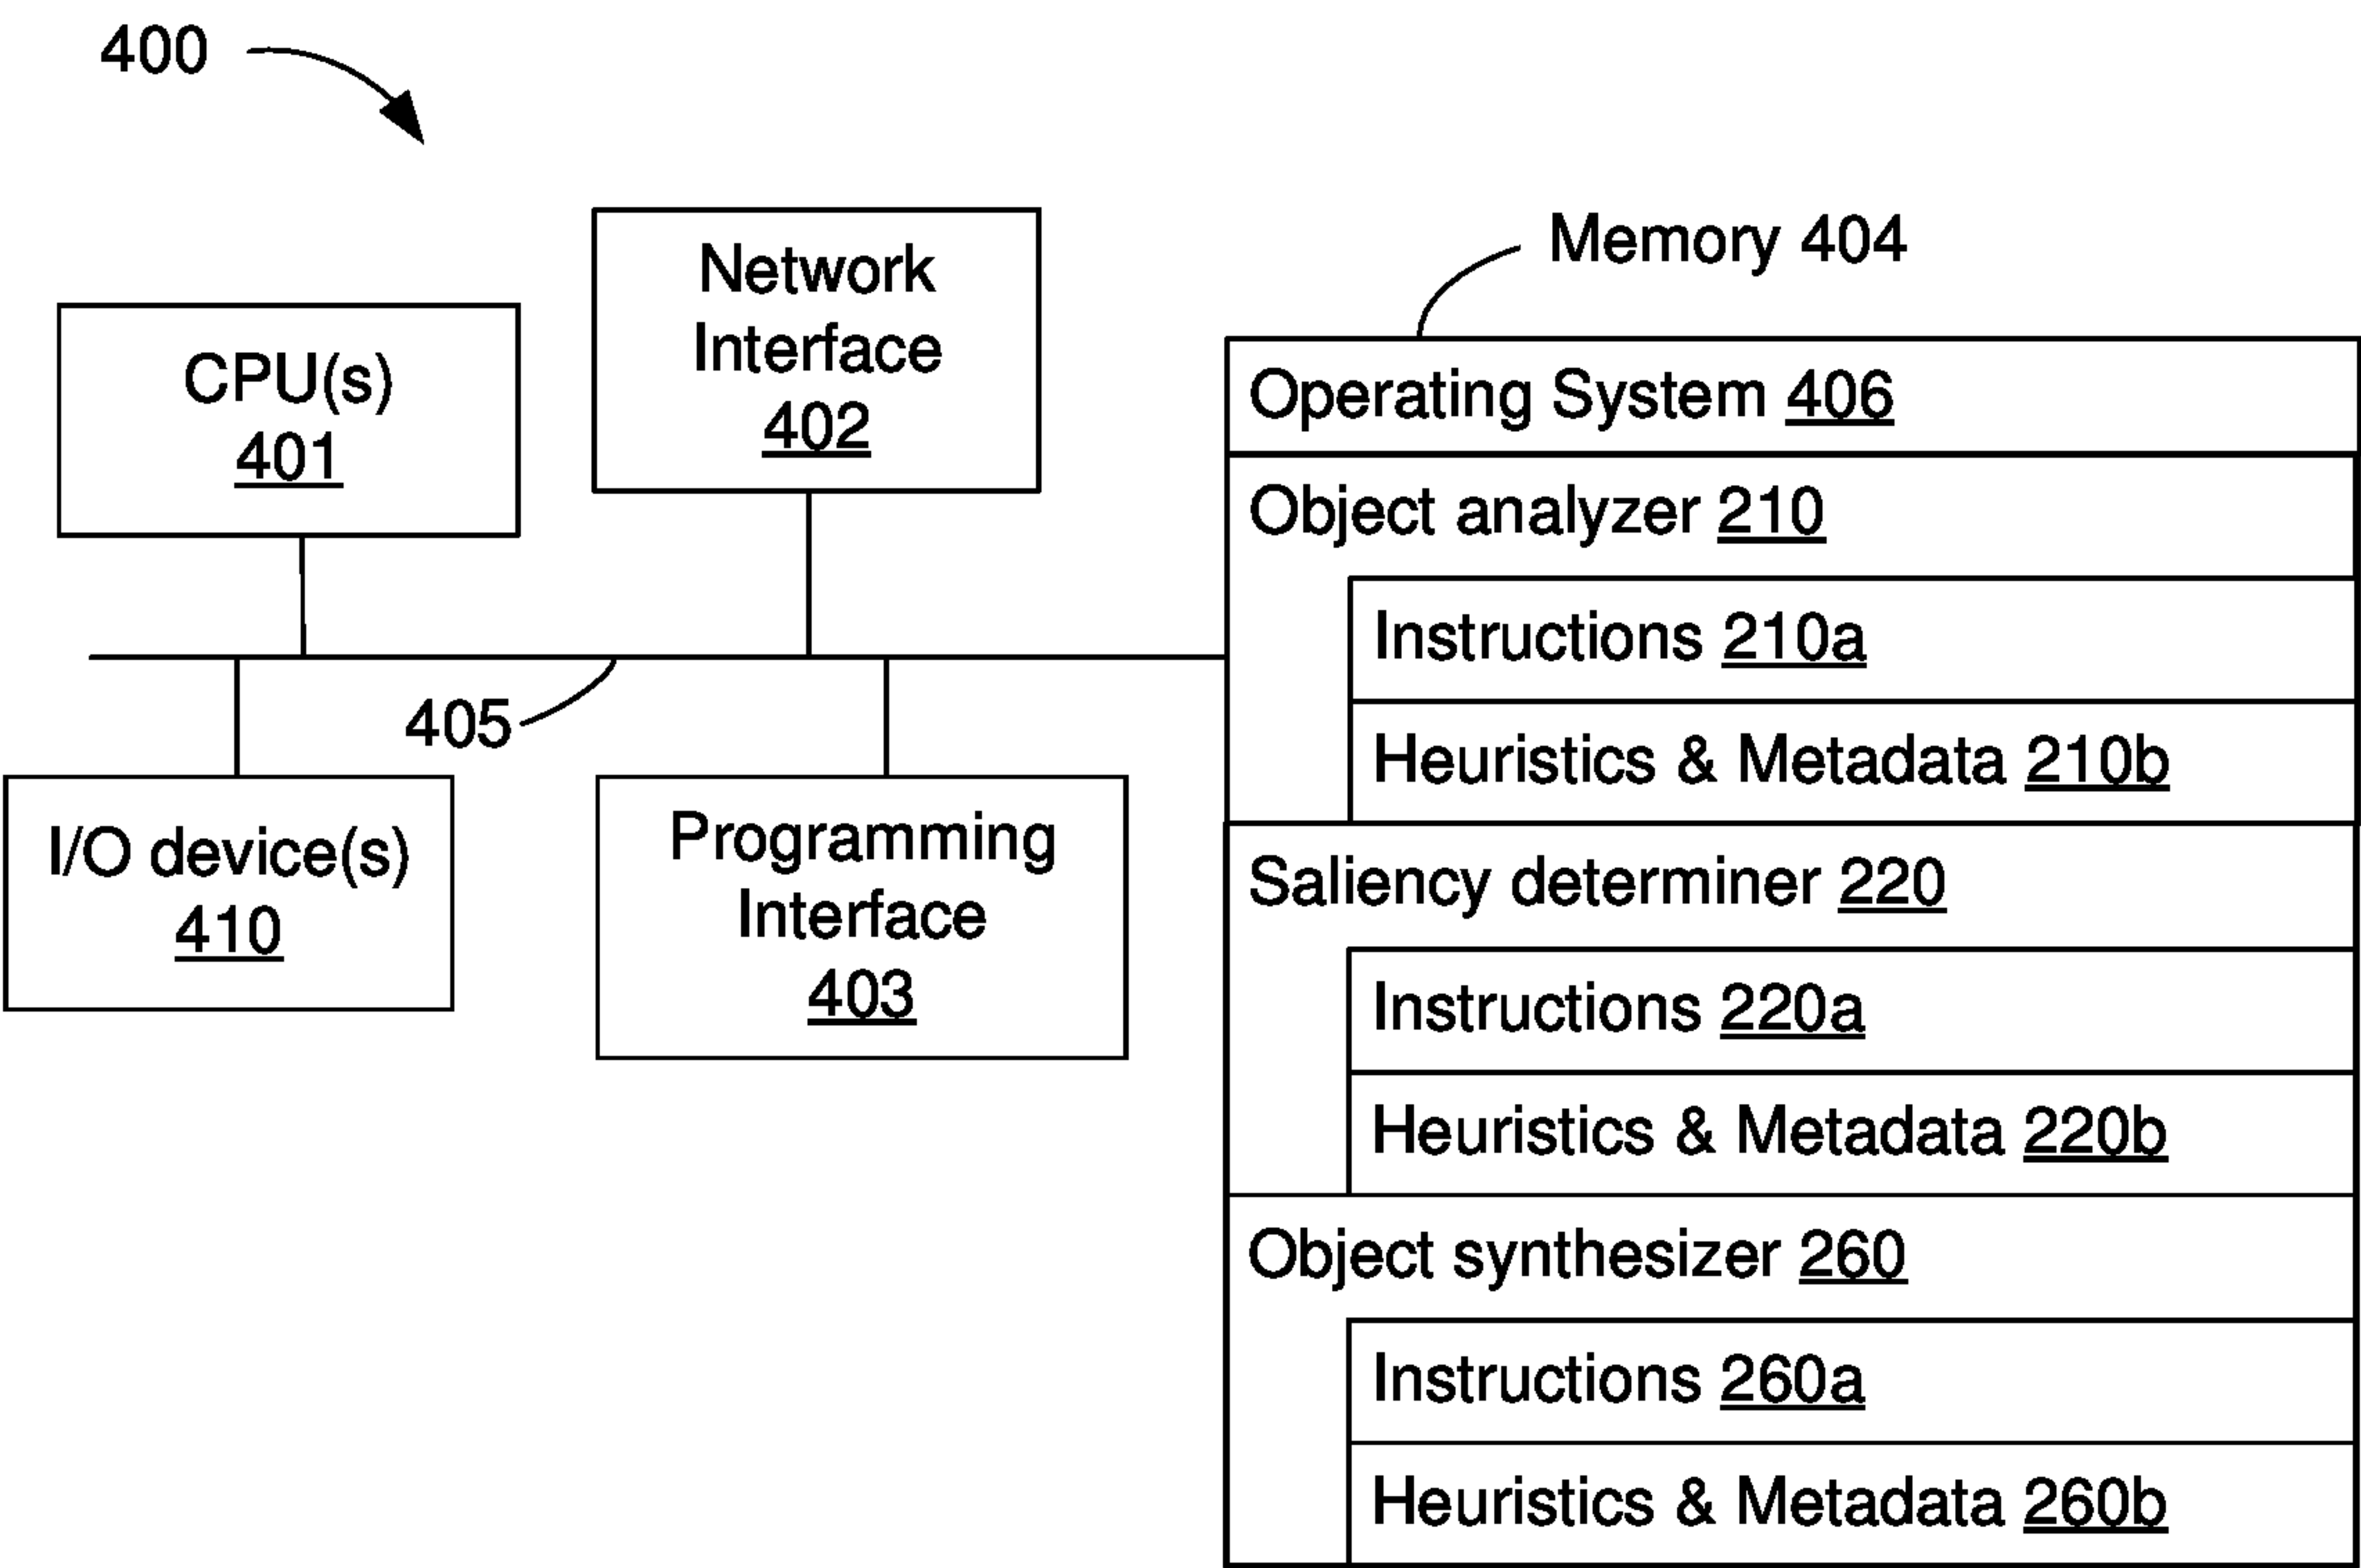 400
Network
Interface
402
Memory 404
CPU(s)
401
Operating System 406
Object analyzer 210
Instructions 210a
Heuristics & Metadata 210b
405
I/O device(s)
410
Programming
Interface
403
Saliency determiner 220
Instructions 220a
Heuristics & Metadata 220b
Object synthesizer 260
Instructions 260a
Heuristics & Metadata 260b